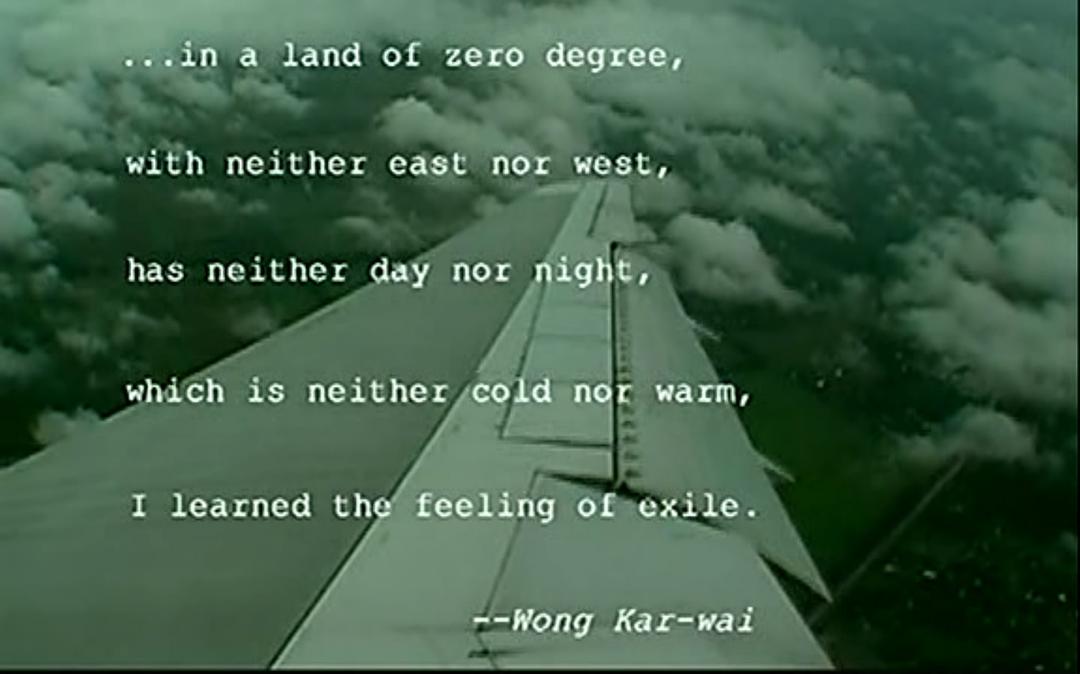 ...in a land of zero degree,
with neither east nor west,
has neither day nor night,
which is neither cold nor warm,
I learned the feeling of exile.
--Wong Kar-wai